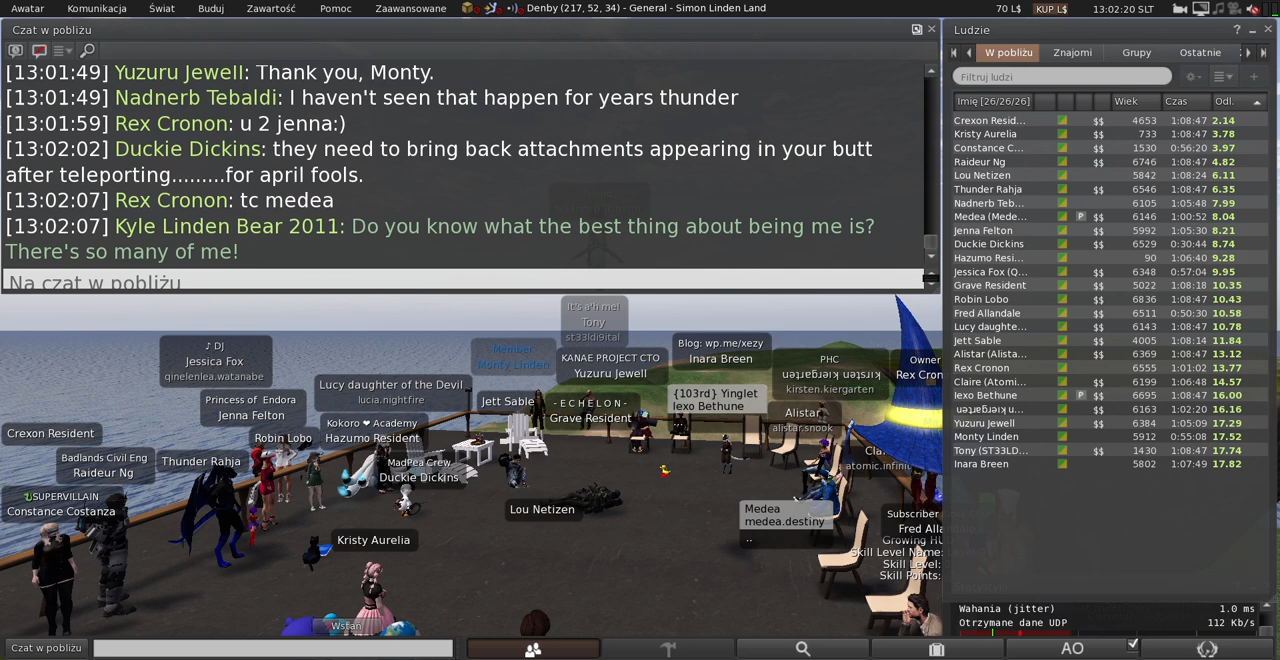 Awatar Komunikacja Świat Buduj Zawartość Pomoc Zaawansowane Denby (217, 52, 34) - General - Simon Linden Land 70 L$ KUP L$ 13:02:20 SLT
Czat w pobliżu
[13:01:49] Yuzuru Jewell: Thank you, Monty.
[13:01:49] Nadnerb Tebaldi: I haven't seen that happen for years thunder
[13:01:59] Rex Cronon: u 2 jenna:)
[13:02:02] Duckie Dickins: they need to bring back attachments appearing in your butt
after teleporting.........for april fools.
[13:02:07] Rex Cronon: tc medea
[13:02:07] Kyle Linden Bear 2011: Do you know what the best thing about being me is?
There's so many of me!
Na czat w pobliżu
It's a'h me!
Tony
st33ldi9ital
♪ DJ
Jessica Fox
qinelenlea.watanabe
Member
Monty Linden
KANAE PROJECT CTO
Yuzuru Jewell
Blog: wp.me/xezy
Inara Breen
PHC
uǝʇɹɐƃɹǝıʞ uǝʇsɹıʞ
kirsten.kiergarten
Owner
Rex Cron
Lucy daughter of the Devil
lucia.nightfire
Princess of Endora
Jenna Felton
Jett Sable
- E C H E L O N -
Grave Resident
{103rd} Yinglet
Iexo Bethune
Alistar
alistar.snook
Crexon Resident
Robin Lobo
Kokoro ❤ Academy
Hazumo Resident
Badlands Civil Eng
Raideur Ng
Thunder Rahja
MadPea Crew
Duckie Dickins
Cla
atomic.infini
SUPERVILLAIN
Constance Costanza
Lou Netizen
Medea
medea.destiny
..
Subscriber
Fred Alla
Growing HU
Skill Level Name:
Skill Level:
Skill Points:
Kristy Aurelia
Wstań
Czat w pobliżu
AO
Ludzie
W pobliżu Znajomi Grupy Ostatnie
Filtruj ludzi
Imię [26/26/26] Wiek Czas Odl.
Crexon Resid... $$ 4653 1:08:47 2.14
Kristy Aurelia 733 1:08:47 3.78
Constance C... $$ 1530 0:56:20 3.97
Raideur Ng $$ 6746 1:08:47 4.82
Lou Netizen 5842 1:08:24 6.11
Thunder Rahja $$ 6546 1:08:47 6.35
Nadnerb Teb... 6105 1:05:48 7.99
Medea (Mede... P $$ 6146 1:00:52 8.04
Jenna Felton 5992 1:05:30 8.21
Duckie Dickins $$ 6529 0:30:44 8.74
Hazumo Resi... 90 1:06:40 9.28
Jessica Fox (Q... $$ 6348 0:57:04 9.95
Grave Resident $$ 5022 1:08:18 10.35
Robin Lobo $$ 6836 1:08:47 10.43
Fred Allandale $$ 6511 0:50:30 10.58
Lucy daughte... $$ 6143 1:08:47 10.78
Jett Sable $$ 4005 1:08:14 11.84
Alistar (Alista... $$ 6369 1:08:47 13.12
Rex Cronon 6555 1:01:02 13.77
Claire (Atomi... $$ 6199 1:06:48 14.57
Iexo Bethune P $$ 6695 1:08:47 16.00
uǝʇɹɐƃɹǝıʞ u... $$ 6163 1:02:20 16.16
Yuzuru Jewell $$ 6384 1:05:09 17.29
Monty Linden 5912 0:55:08 17.52
Tony (ST33LD... $$ 1430 1:08:47 17.74
Inara Breen 5802 1:07:49 17.82
Wahania (jitter) 1.0 ms
Otrzymane dane UDP 112 Kb/s